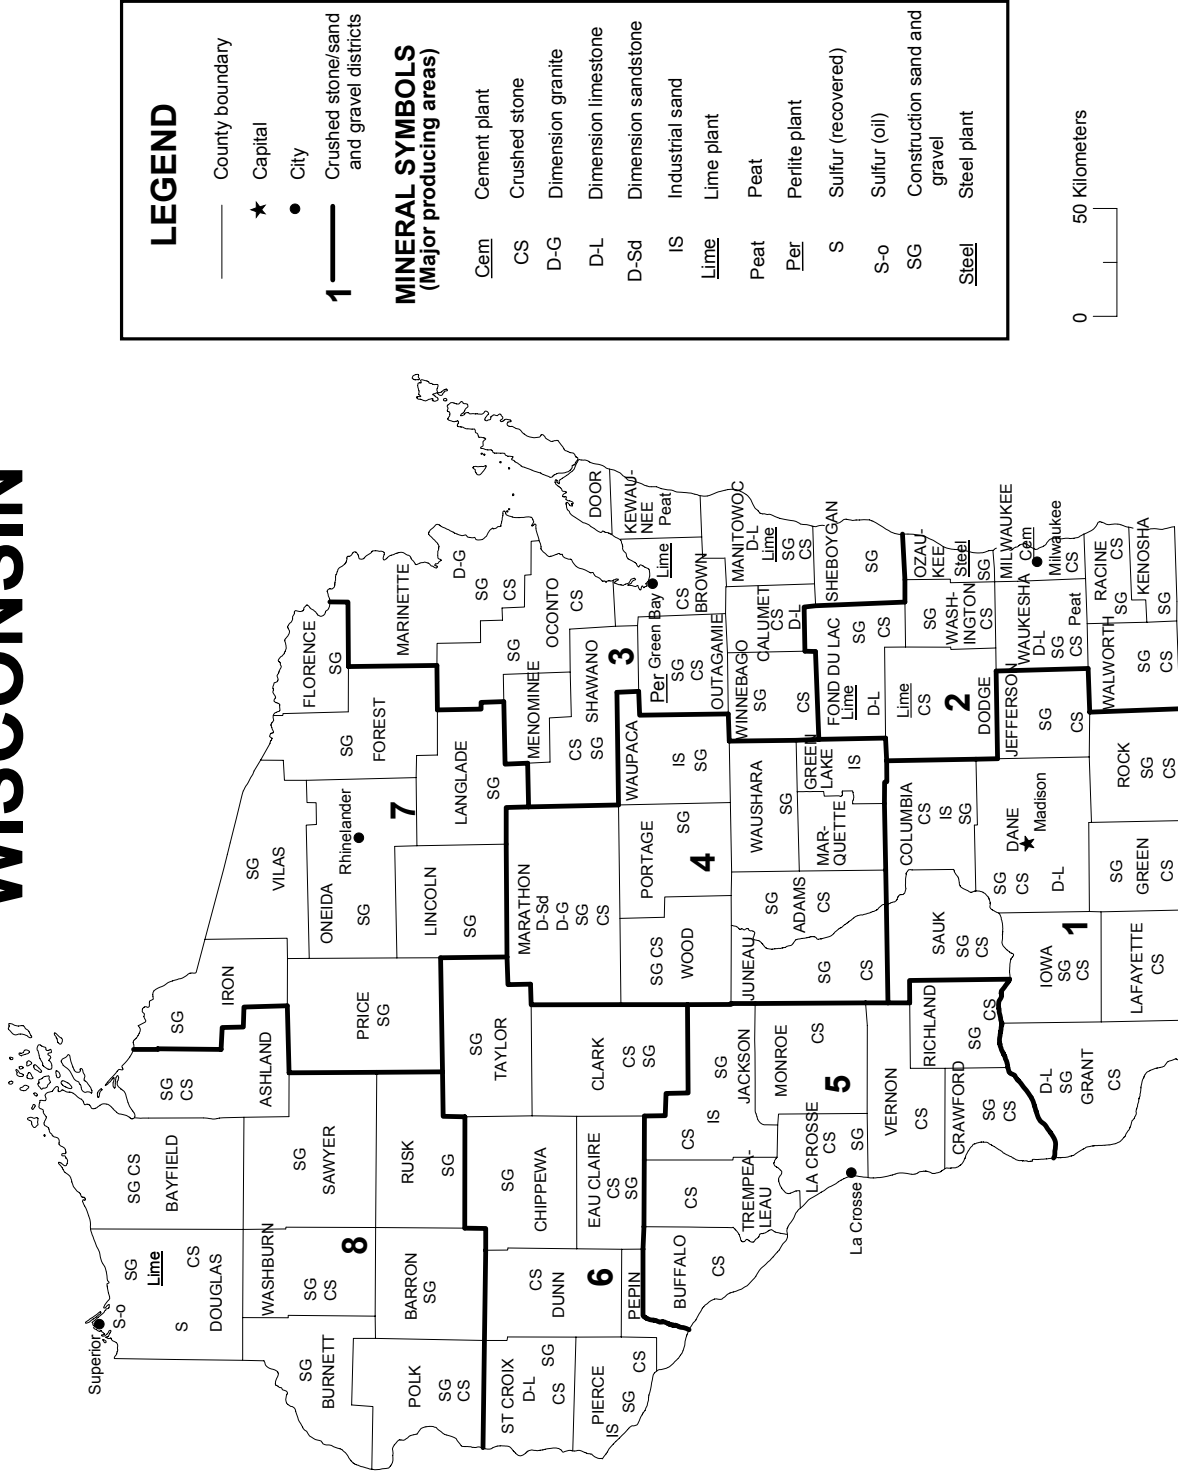 WISCONSIN
LEGEND
County boundary
Capital
City
1
Crushed stone/sand
and gravel districts
MINERAL SYMBOLS
(Major producing areas)
Cem Cement plant
CS Crushed stone
D-G Dimension granite
D-L Dimension limestone
D-Sd Dimension sandstone
IS Industrial sand
Lime Lime plant
Peat Peat
Per Perlite plant
S Sulfur (recovered)
S-o Sulfur (oil)
SG Construction sand and
gravel
Steel Steel plant
0 50 Kilometers
Superior
S-o
SG
Lime
S
CS
DOUGLAS
SG CS
BAYFIELD
SG
CS
ASHLAND
SG
IRON
SG
VILAS
WASHBURN
SG
CS
SG
SAWYER
SG
BURNETT
8
BARRON
SG
RUSK
SG
POLK
SG
CS
PRICE
SG
ONEIDA
SG
Rhinelander
SG
FOREST
FLORENCE
SG
7
LINCOLN
SG
LANGLADE
SG
MARINETTE
D-G
SG
CS
OCONTO
SG
CS
MENOMINEE
SHAWANO
CS
SG
3
ST CROIX
D-L
SG
CS
PIERCE
IS
SG
CS
CS
DUNN
6
PEPIN
SG
CHIPPEWA
EAU CLAIRE
CS
SG
SG
TAYLOR
CLARK
CS
SG
MARATHON
D-Sd
D-G
SG
CS
SG CS
WOOD
PORTAGE
SG
4
WAUPACA
IS
SG
Per Green Bay
Lime
SG
CS
OUTAGAMIE
CS
BROWN
DOOR
KEWAU-
NEE
Peat
BUFFALO
CS
CS
TREMPEA-
LEAU
CS
IS
SG
JACKSON
MONROE
CS
5
LA CROSSE
CS
SG
La Crosse
VERNON
CS
CRAWFORD
SG
CS
RICHLAND
SG
CS
JUNEAU
SG
CS
SG
ADAMS
CS
WAUSHARA
SG
MAR-
QUETTE
GREEN
LAKE
IS
WINNEBAGO
SG
CS
CALUMET
CS
D-L
MANITOWOC
D-L
Lime
SG
CS
SHEBOYGAN
SG
FOND DU LAC
Lime
SG
D-L
CS
Lime
CS
2
DODGE
SG
WASH-
INGTON
CS
OZAU-
KEE
Steel
SG
MILWAUKEE
Cem
Milwaukee
CS
WAUKESHA
D-L
SG
CS Peat
JEFFERSON
SG
CS
COLUMBIA
CS
IS
SG
DANE
Madison
SG
CS
D-L
SAUK
SG
CS
IOWA
SG
CS
1
D-L
SG
GRANT
CS
LAFAYETTE
CS
SG
GREEN
CS
ROCK
SG
CS
WALWORTH
SG
CS
RACINE
SG
CS
KENOSHA
SG